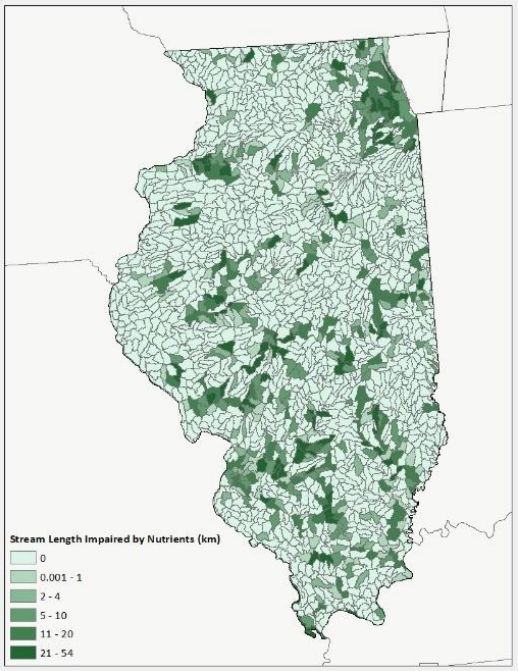 Stream Length Impaired by Nutrients (km)
0
0.001 - 1
2 - 4
5 - 10
11 - 20
21 - 54